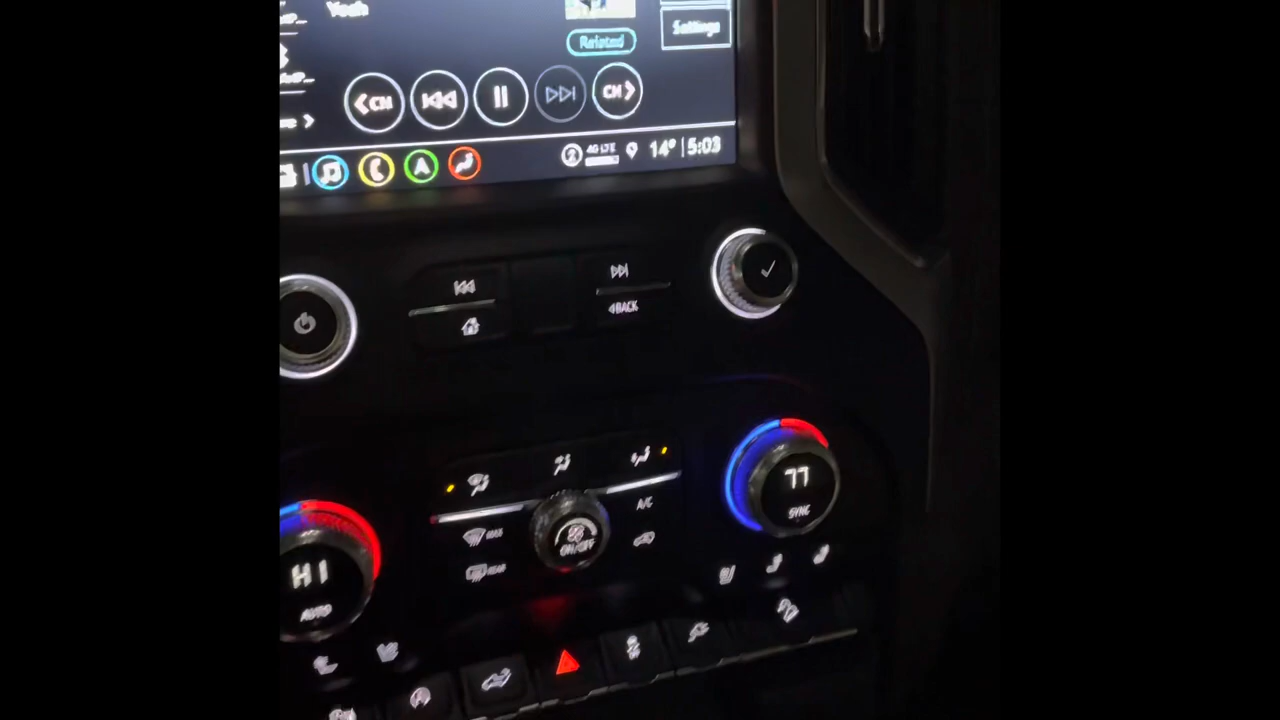 Yeah
Settings
Related
CH
CH
4G LTE
14° 5:03
BACK
77
SYNC
A/C
MAX
ON/OFF
REAR
HI
AUTO